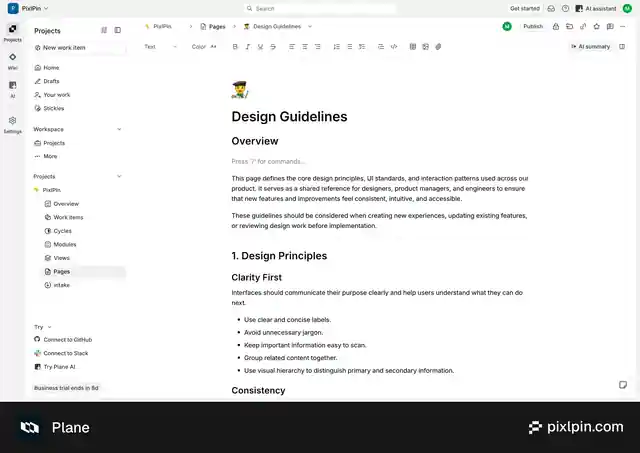 P PixlPin
Search
Get started
AI assistant
M
Projects
Wiki
AI
Settings
Projects
New work item
Home
Drafts
Your work
Stickies
Workspace
Projects
More
Projects
PixlPin
Overview
Work items
Cycles
Modules
Views
Pages
Intake
Try
Connect to GitHub
Connect to Slack
Try Plane AI
Business trial ends in 8d
PixlPin > Pages > Design Guidelines
M
Publish
Text
Color Aa
B I U S
AI summary
Design Guidelines
Overview
Press '/' for commands...
This page defines the core design principles, UI standards, and interaction patterns used across our
product. It serves as a shared reference for designers, product managers, and engineers to ensure
that new features and improvements feel consistent, intuitive, and accessible.
These guidelines should be considered when creating new experiences, updating existing features,
or reviewing design work before implementation.
1. Design Principles
Clarity First
Interfaces should communicate their purpose clearly and help users understand what they can do
next.
• Use clear and concise labels.
• Avoid unnecessary jargon.
• Keep important information easy to scan.
• Group related content together.
• Use visual hierarchy to distinguish primary and secondary information.
Consistency
Plane
pixlpin.com